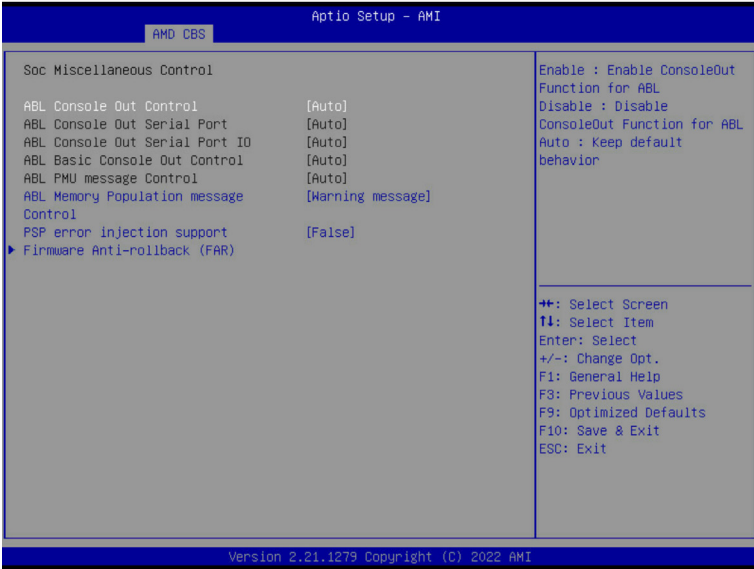 Aptio Setup – AMI
AMD CBS
Soc Miscellaneous Control
ABL Console Out Control [Auto]
ABL Console Out Serial Port [Auto]
ABL Console Out Serial Port IO [Auto]
ABL Basic Console Out Control [Auto]
ABL PMU message Control [Auto]
ABL Memory Population message [Warning message]
Control
PSP error injection support [False]
Firmware Anti-rollback (FAR)
Enable : Enable ConsoleOut
Function for ABL
Disable : Disable
ConsoleOut Function for ABL
Auto : Keep default
behavior
→←: Select Screen
↑↓: Select Item
Enter: Select
+/-: Change Opt.
F1: General Help
F3: Previous Values
F9: Optimized Defaults
F10: Save & Exit
ESC: Exit
Version 2.21.1279 Copyright (C) 2022 AMI